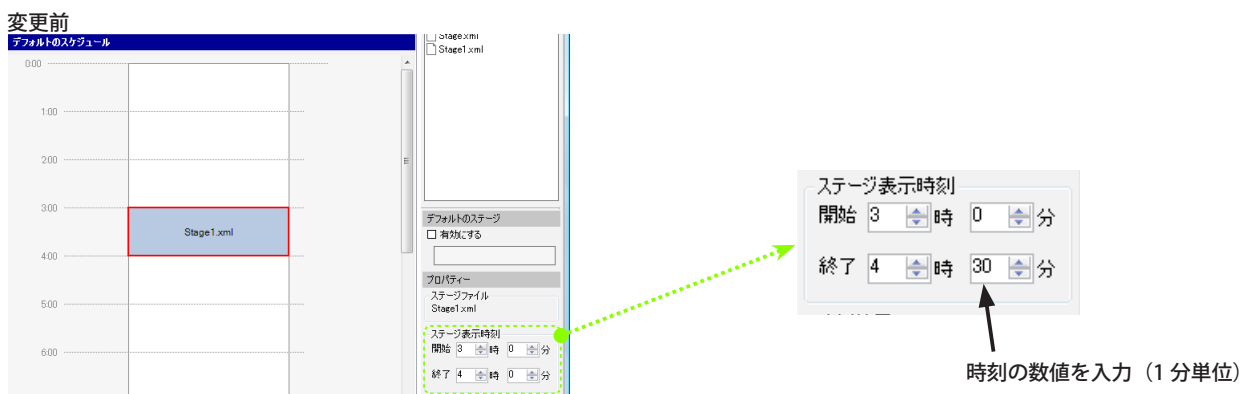 変更前
デフォルトのスケジュール
0:00
1:00
2:00
3:00
Stage1.xml
4:00
5:00
6:00
Stage.xml
Stage1.xml
デフォルトのステージ
有効にする
プロパティー
ステージファイル
Stage1.xml
ステージ表示時刻
開始 3 時 0 分
終了 4 時 0 分
ステージ表示時刻
開始 3 時 0 分
終了 4 時 30 分
時刻の数値を入力（1 分単位）